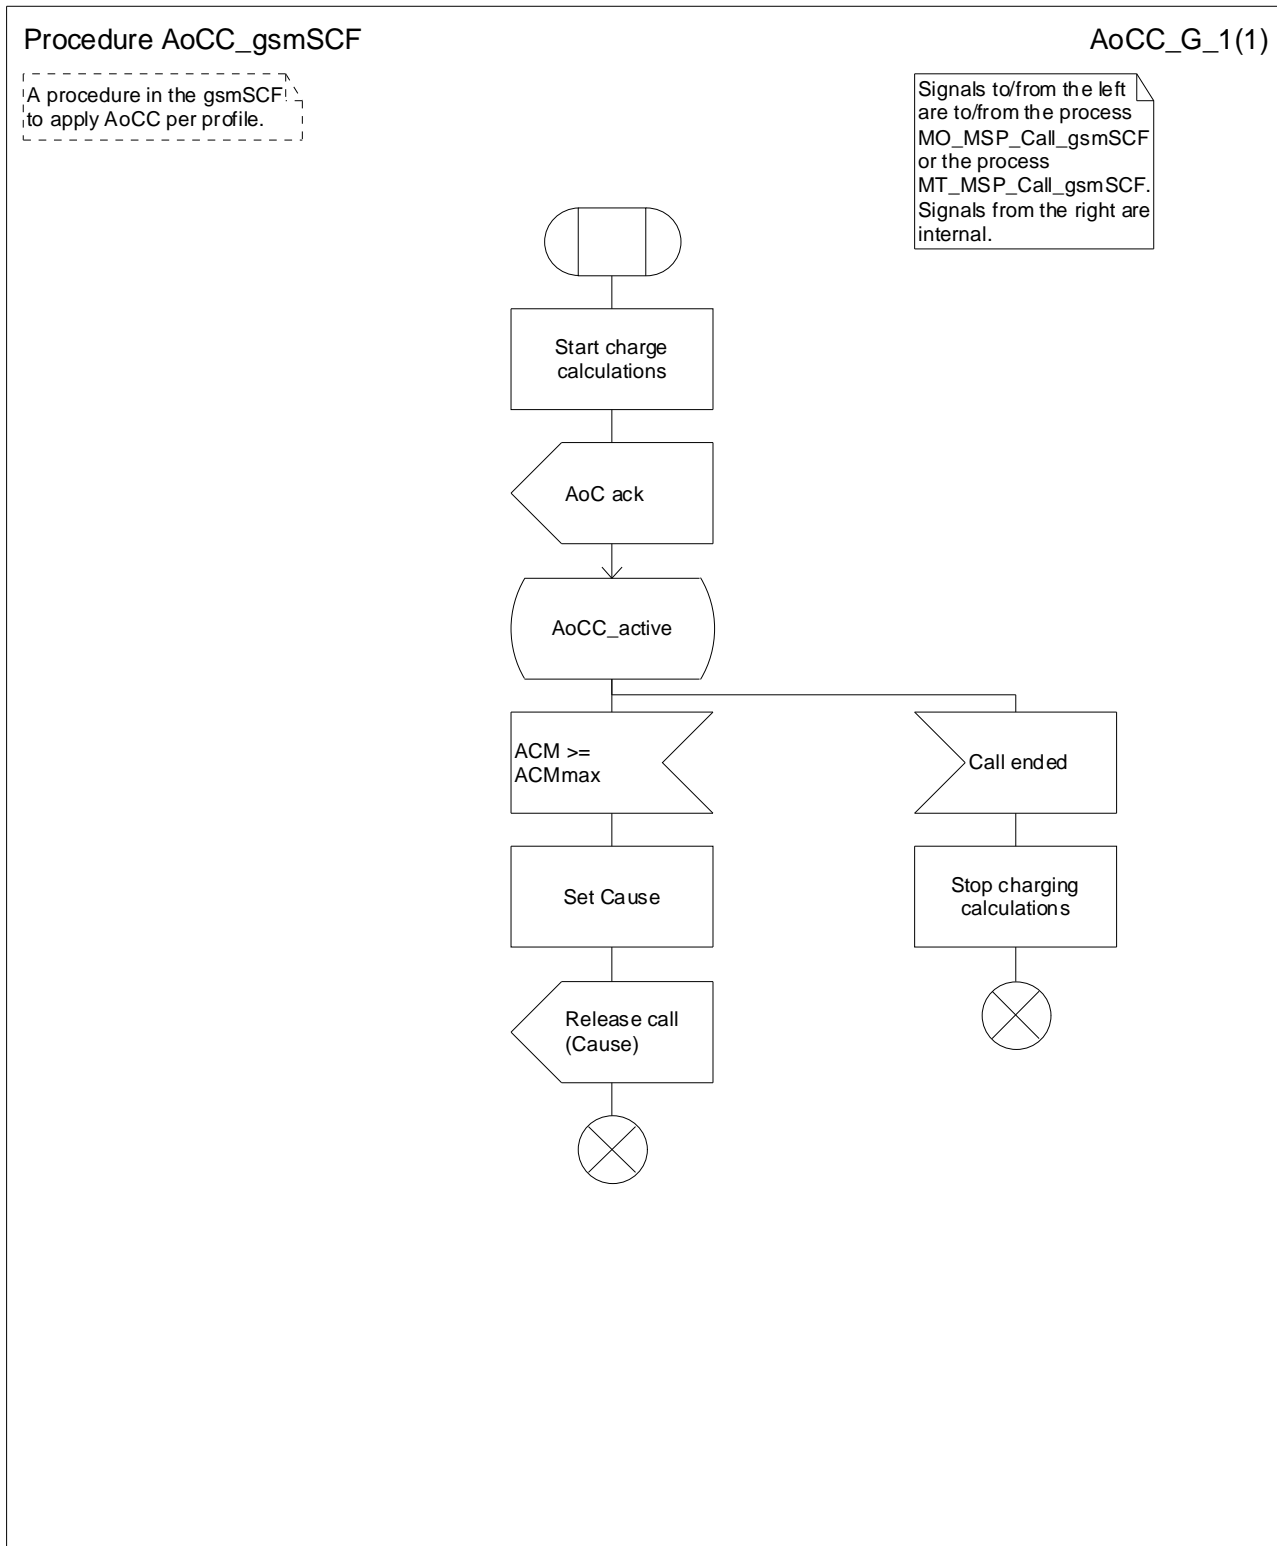 Procedure AoCC_gsmSCF
AoCC_G_1(1)
A procedure in the gsmSCF
to apply AoCC per profile.
Signals to/from the left
are to/from the process
MO_MSP_Call_gsmSCF
or the process
MT_MSP_Call_gsmSCF.
Signals from the right are
internal.
Start charge
calculations
AoC ack
AoCC_active
ACM >=
ACMmax
Call ended
Set Cause
Stop charging
calculations
Release call
(Cause)